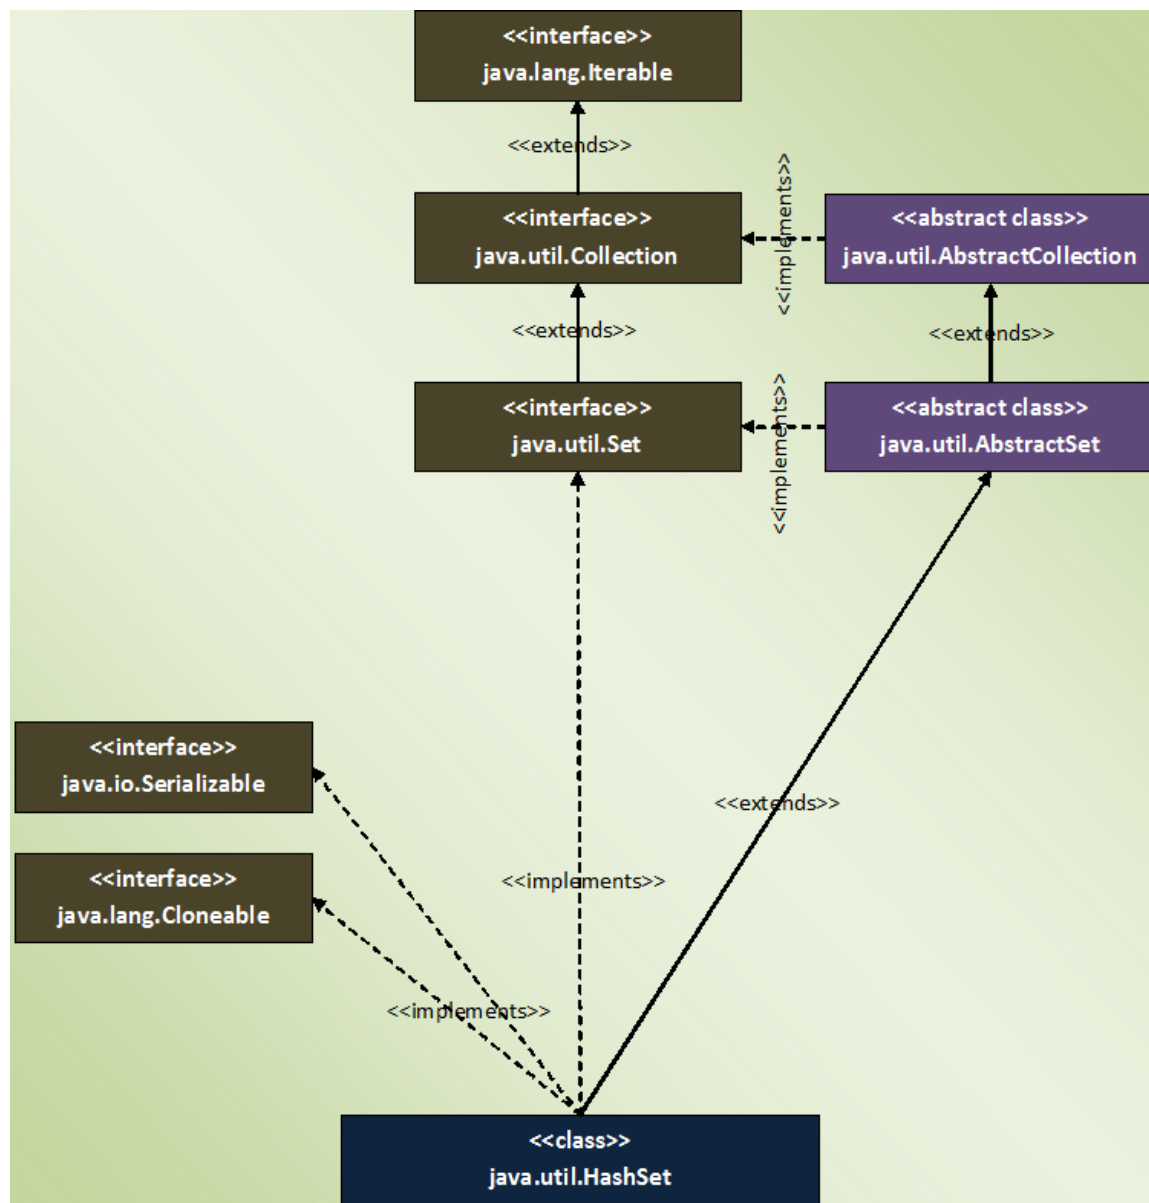 <<interface>>
java.lang.Iterable
<<extends>>
<<interface>>
java.util.Collection
<<implements>>
<<abstract class>>
java.util.AbstractCollection
<<extends>>
<<extends>>
<<interface>>
java.util.Set
<<implements>>
<<abstract class>>
java.util.AbstractSet
<<interface>>
java.io.Serializable
<<extends>>
<<interface>>
java.lang.Cloneable
<<implements>>
<<implements>>
<<class>>
java.util.HashSet